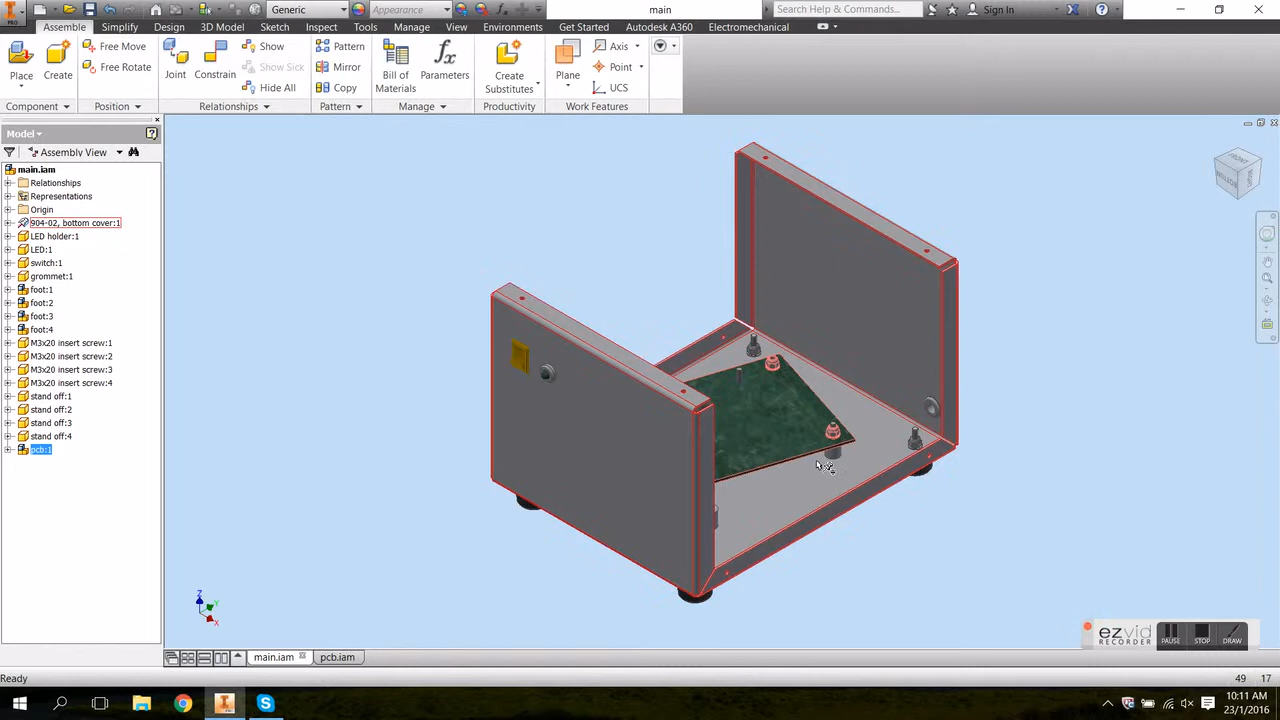 Generic
Appearance
main
Search Help & Commands...
Sign In
PRO
Assemble Simplify Design 3D Model Sketch Inspect Tools Manage View Environments Get Started Autodesk A360 Electromechanical
Place Create Free Move Joint Constrain Show Pattern Bill of Materials Parameters Create Substitutes Plane Axis
Free Rotate Show Sick Mirror Point
Hide All Copy UCS
Component Position Relationships Pattern Manage Productivity Work Features
Model
Assembly View
main.iam
Relationships
Representations
Origin
904-02, bottom cover:1
LED holder:1
LED:1
switch:1
grommet:1
foot:1
foot:2
foot:3
foot:4
M3x20 insert screw:1
M3x20 insert screw:2
M3x20 insert screw:3
M3x20 insert screw:4
stand off:1
stand off:2
stand off:3
stand off:4
pcb:1
FRONT
RIGHT
BOTTOM
Z
Y
X
ezvid
RECORDER
PAUSE STOP DRAW
main.iam pcb.iam
Ready 49 17
10:11 AM
23/1/2016